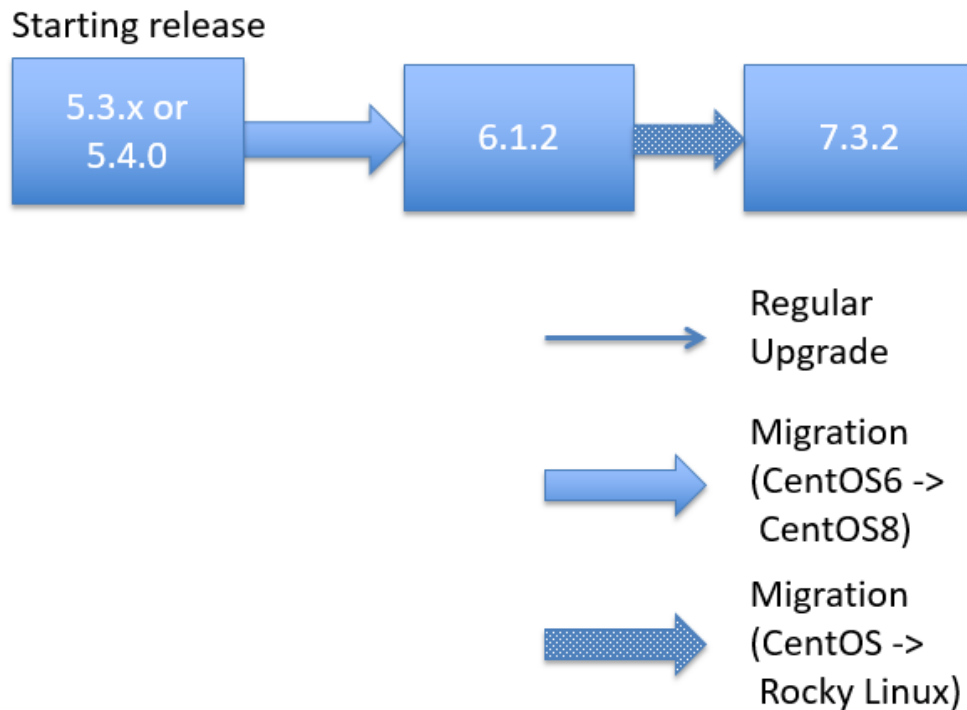 Starting release
5.3.x or
5.4.0
6.1.2
7.3.2
Regular
Upgrade
Migration
(CentOS6 ->
CentOS8)
Migration
(CentOS ->
Rocky Linux)